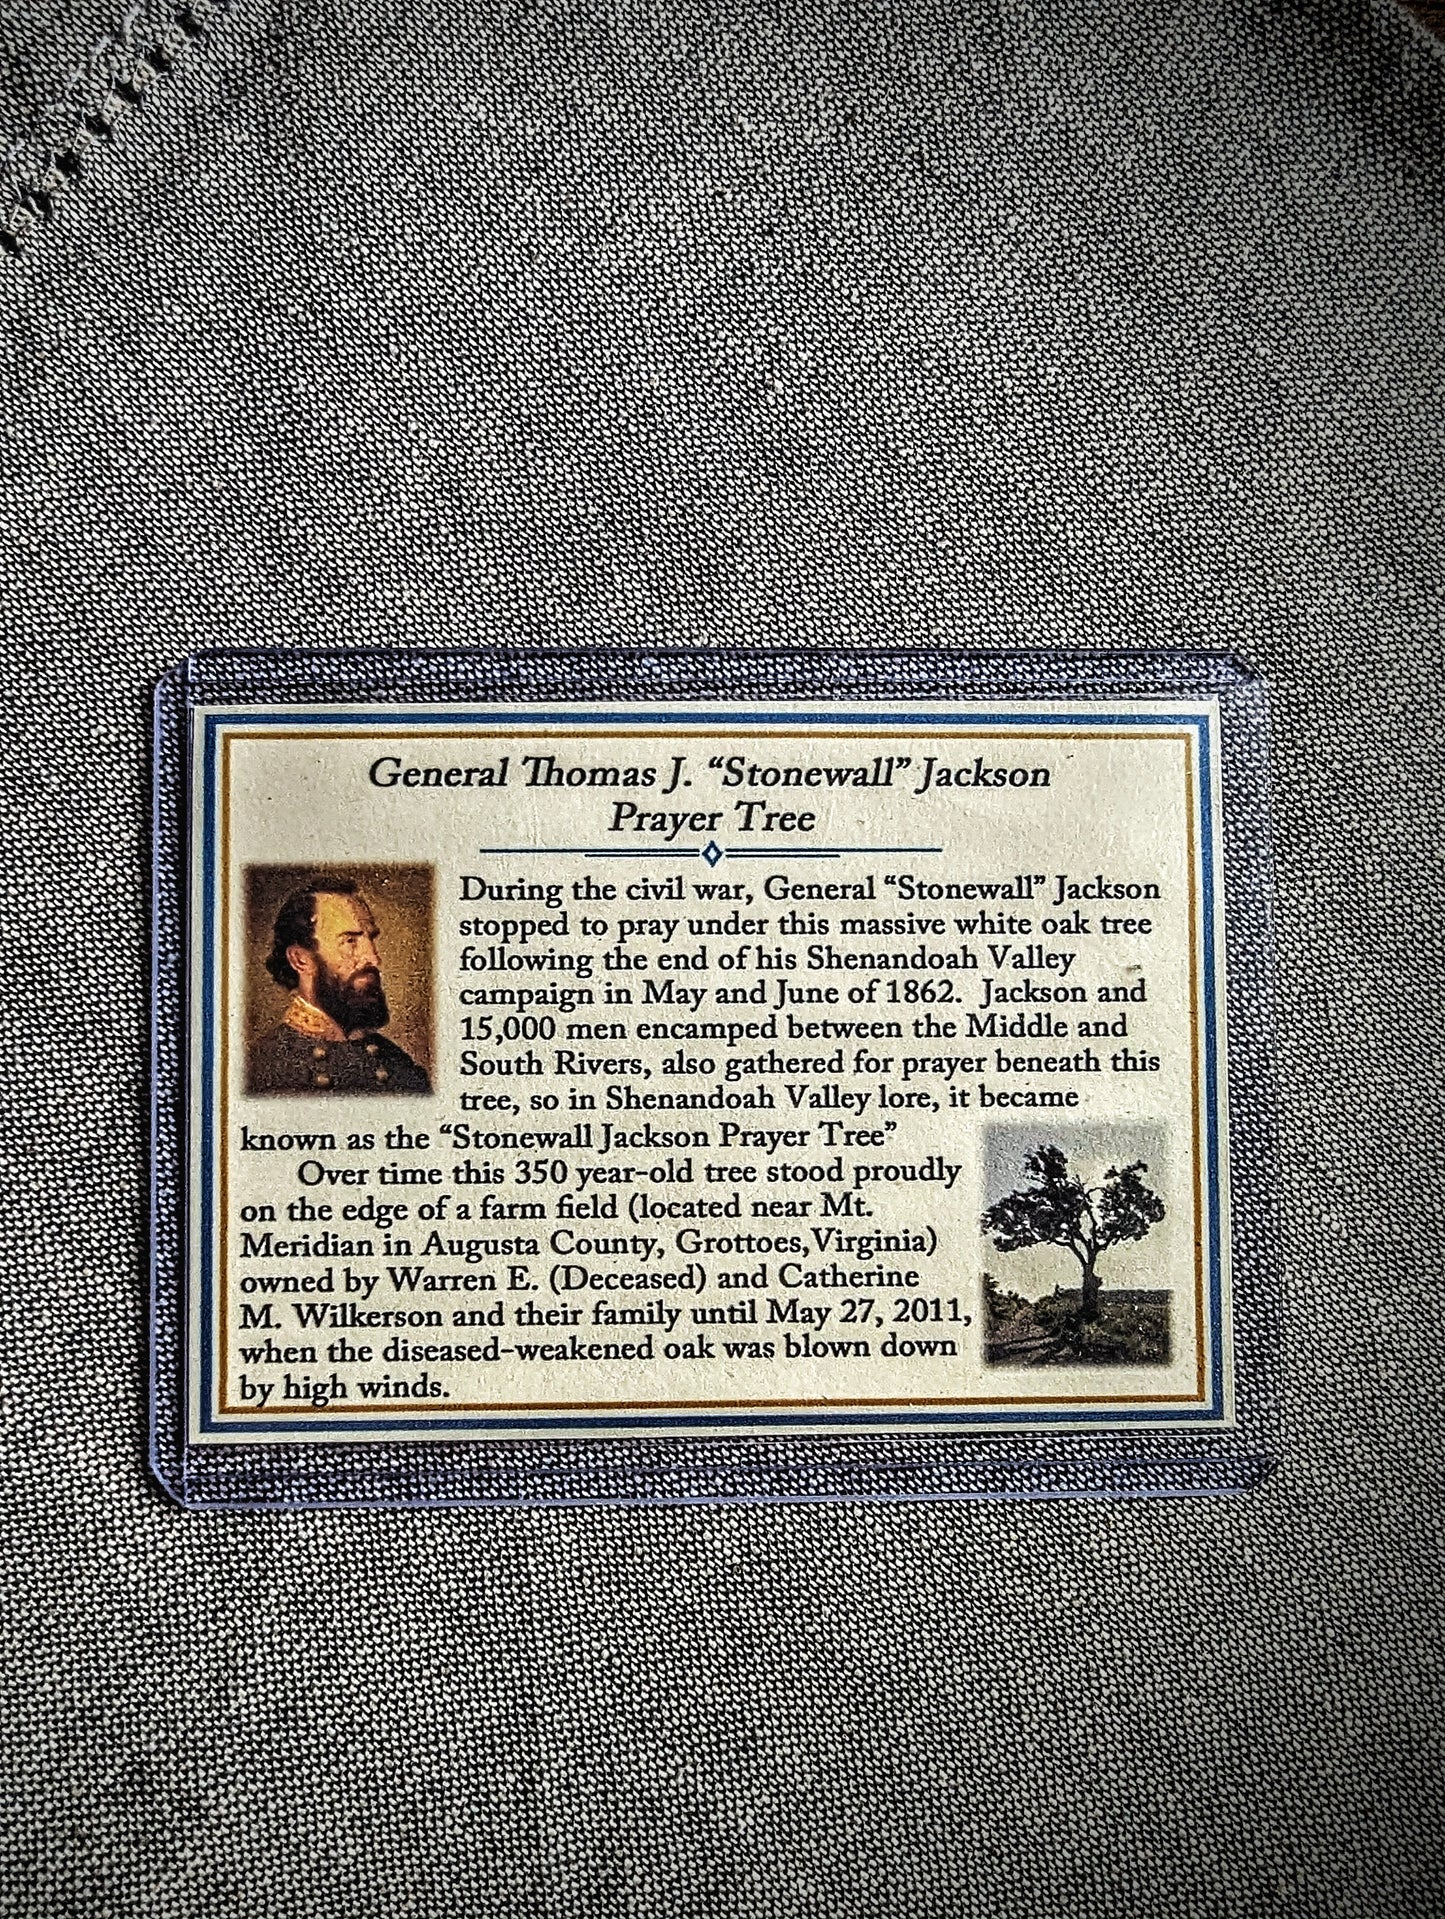 General Thomas J. “Stonewall” Jackson
Prayer Tree
During the civil war, General “Stonewall” Jackson
stopped to pray under this massive white oak tree
following the end of his Shenandoah Valley
campaign in May and June of 1862. Jackson and
15,000 men encamped between the Middle and
South Rivers, also gathered for prayer beneath this
tree, so in Shenandoah Valley lore, it became
known as the “Stonewall Jackson Prayer Tree”
Over time this 350 year-old tree stood proudly
on the edge of a farm field (located near Mt.
Meridian in Augusta County, Grottoes, Virginia)
owned by Warren E. (Deceased) and Catherine
M. Wilkerson and their family until May 27, 2011,
when the diseased-weakened oak was blown down
by high winds.